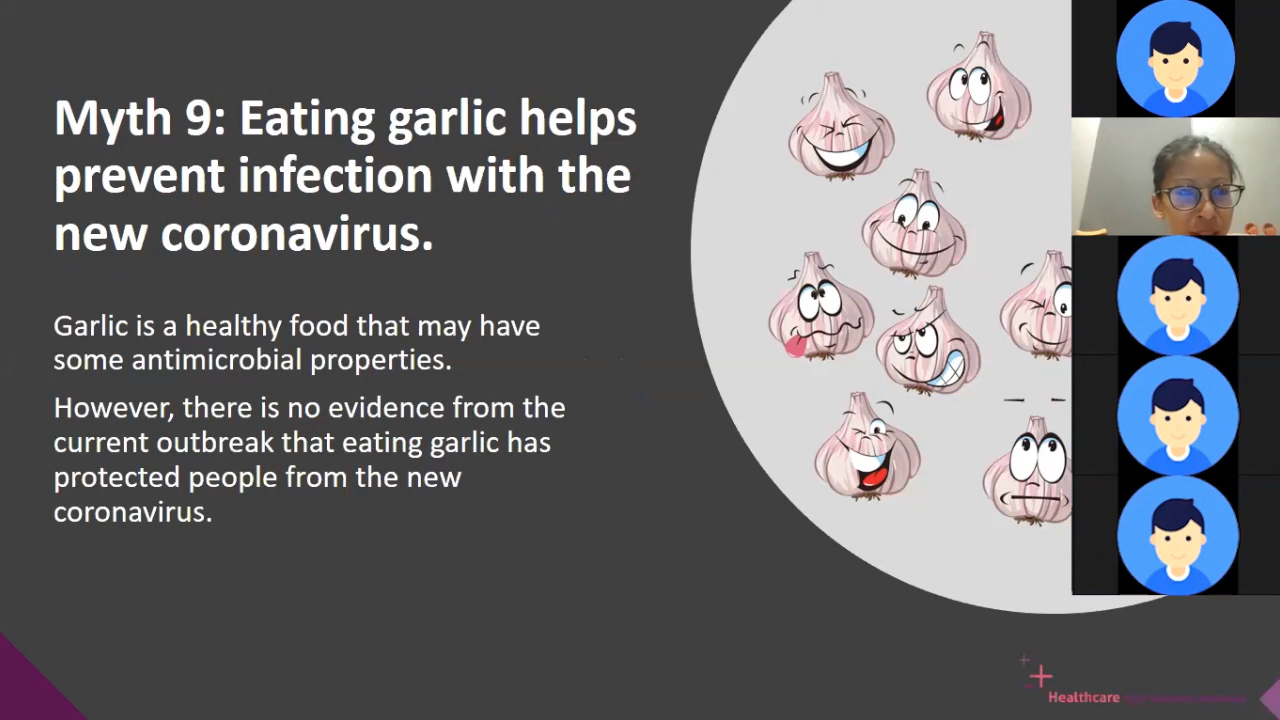 Myth 9: Eating garlic helps
prevent infection with the
new coronavirus.
Garlic is a healthy food that may have
some antimicrobial properties.
However, there is no evidence from the
current outbreak that eating garlic has
protected people from the new
coronavirus.
Healthcare